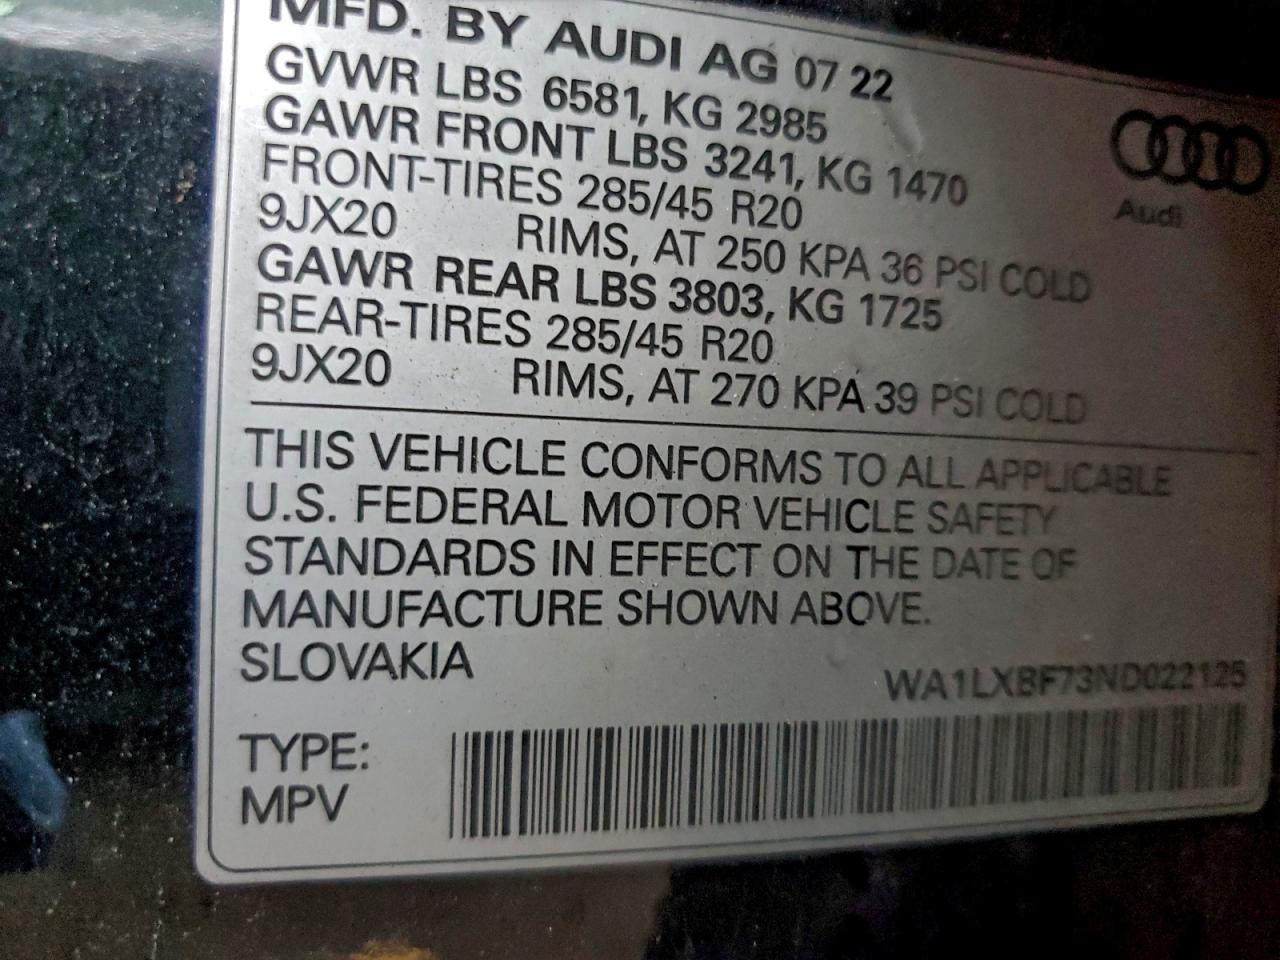 MFD. BY AUDI AG 07 22
GVWR LBS 6581, KG 2985
GAWR FRONT LBS 3241, KG 1470
FRONT-TIRES 285/45 R20
9JX20 RIMS, AT 250 KPA 36 PSI COLD
GAWR REAR LBS 3803, KG 1725
REAR-TIRES 285/45 R20
9JX20 RIMS, AT 270 KPA 39 PSI COLD
Audi
THIS VEHICLE CONFORMS TO ALL APPLICABLE
U.S. FEDERAL MOTOR VEHICLE SAFETY
STANDARDS IN EFFECT ON THE DATE OF
MANUFACTURE SHOWN ABOVE.
SLOVAKIA
WA1LXBF73ND022125
TYPE:
MPV